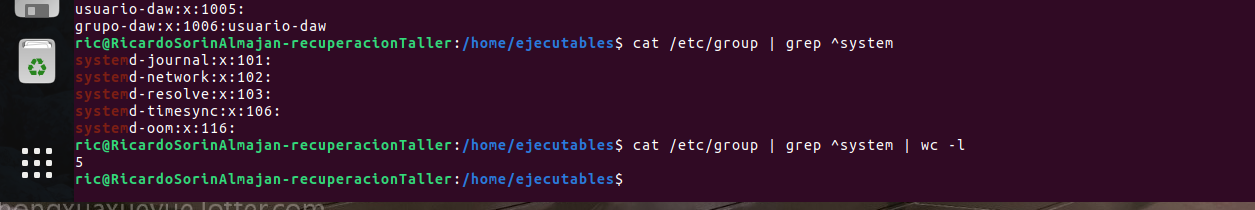 usuario-daw:x:1005:
grupo-daw:x:1006:usuario-daw
ric@RicardoSorinAlmajan-recuperacionTaller:/home/ejecutables$ cat /etc/group | grep ^system
systemd-journal:x:101:
systemd-network:x:102:
systemd-resolve:x:103:
systemd-timesync:x:106:
systemd-oom:x:116:
ric@RicardoSorinAlmajan-recuperacionTaller:/home/ejecutables$ cat /etc/group | grep ^system | wc -l
5
ric@RicardoSorinAlmajan-recuperacionTaller:/home/ejecutables$